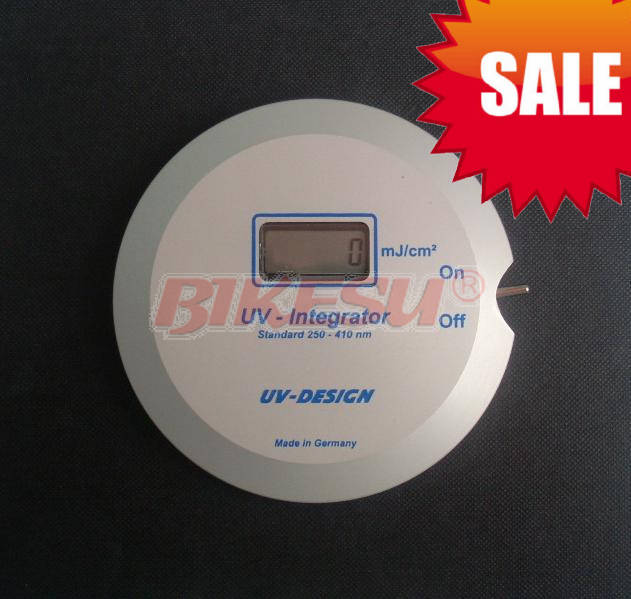 SALE
0
mJ/cm²
On
BIKESU®
UV - Integrator
Off
Standard 250 - 410 nm
UV-DESIGN
Made in Germany